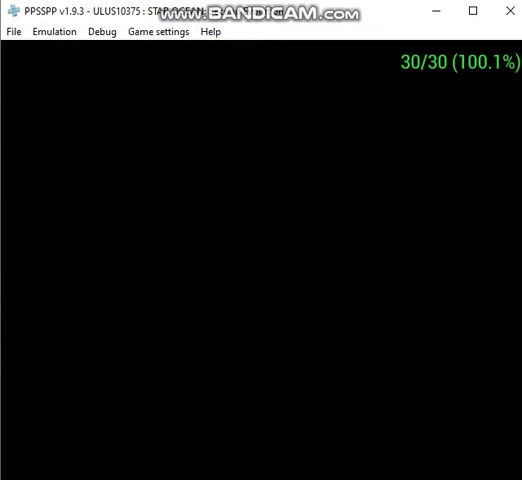 PPSSPP v1.9.3 - ULUS10375 : STAR OCEAN
www.BANDICAM.com
File Emulation Debug Game settings Help
30/30 (100.1%)